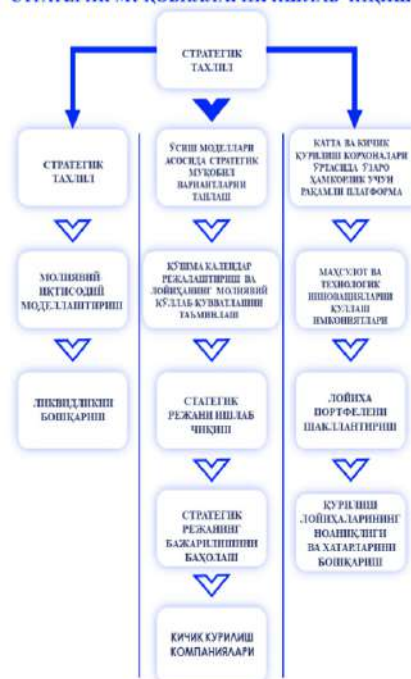 СТРАТЕГИК
ТАХЛИЛ
СТРАТЕГИК
ТАХЛИЛ
МОЛИЯВИЙ-
ИҚТИСОДИЙ
МОДЕЛЛАШТИРИШ
ЛИКВИДЛИКНИ
БОШҚАРИШ
ЎСИШ МОДЕЛЛАРИ
АСОСИДА СТРАТЕГИК
МУҚОБИЛ
ВАРИАНТЛАРНИ
ТАНЛАШ
ҚЎШМА КАЛЕНДАР
РЕЖАЛАШТИРИШ ВА
ЛОЙИҲАНИНГ МОЛИЯВИЙ
ҚЎЛЛАБ-ҚУВВАТЛАШНИ
ТАЪМИНЛАШ
СТАТЕГИК
РЕЖАНИ ИШЛАБ
ЧИҚИШ
СТРАТЕГИК
РЕЖАНИНГ
БАЖАРИЛИШИНИ
БАҲОЛАШ
КИЧИК КУРИЛИШ
КОМПАНИЯЛАРИ
КАТТА ВА КИЧИК
ҚУРИЛИШ КОРХОНАЛАРИ
ЎРТАСИДА ЎЗАРО
ҲАМКОРЛИК УЧУН
РАҚАМЛИ ПЛАТФОРМА
МАҲСУЛОТ ВА
ТЕХНОЛОГИК
ИННОВАЦИЯЛАРНИ
ҚЎЛЛАШ
ИМКОНИЯТЛАРИ
ЛОЙИҲА
ПОРТФЕЛЕНИ
ШАКЛЛАНТИРИШ
ҚУРИЛИШ
ЛОЙИҲАЛАРИНИНГ
НОАНИҚЛИГИ
ВА ХАТАРЛАРИНИ
БОШҚАРИШ